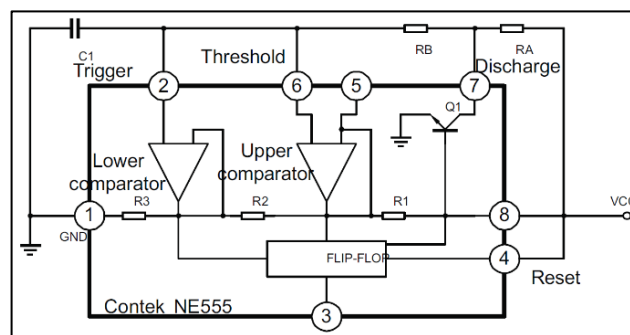 C1
RB
RA
Trigger
Threshold
Discharge
2
6
5
7
Q1
Lower
comparator
Upper
comparator
1
R3
R2
R1
8
VCC
GND
FLIP-FLOP
4
Reset
Contek NE555
3